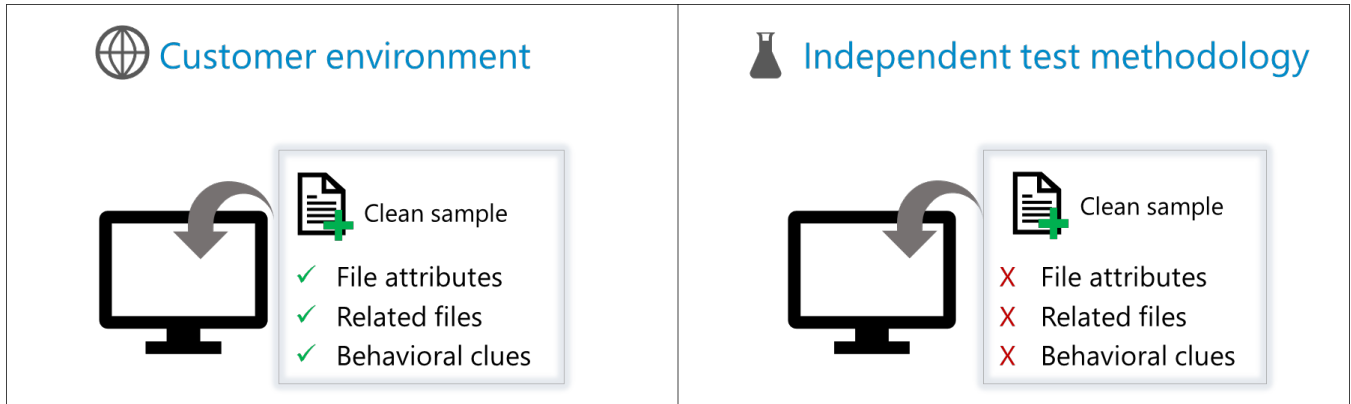 Customer environment
Clean sample
✓ File attributes
✓ Related files
✓ Behavioral clues
Independent test methodology
Clean sample
X File attributes
X Related files
X Behavioral clues